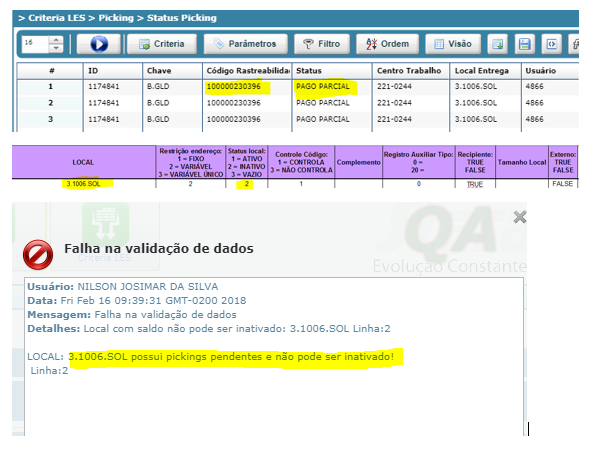 > Criteria LES > Picking > Status Picking
16 Criteria Parâmetros Filtro Ordem Visão
# ID Chave Código Rastreabilida Status Centro Trabalho Local Entrega Usuário
1 1174841 B.GLD 100000230396 PAGO PARCIAL 221-0244 3.1006.SOL 4866
2 1174841 B.GLD 100000230396 PAGO PARCIAL 221-0244 3.1006.SOL 4866
3 1174841 B.GLD 100000230396 PAGO PARCIAL 221-0244 3.1006.SOL 4866
LOCAL Restrição endereço: 1 = FIXO 2 = VARIÁVEL 3 = VARIÁVEL ÚNICO Status local: 1 = ATIVO 2 = INATIVO 3 = VAZIO Controle Código: 1 = CONTROLA 3 = NÃO CONTROLA Complemento Registro Auxiliar Tipo: 0 = 20 = Recipiente: TRUE FALSE Tamanho Local Externo: TRUE FALSE
3.1006.SOL 2 2 1 0 TRUE FALSE
QA
Evolução Constante
Criteria LES
Falha na validação de dados
Usuário: NILSON JOSIMAR DA SILVA
Data: Fri Feb 16 09:39:31 GMT-0200 2018
Mensagem: Falha na validação de dados
Detalhes: Local com saldo não pode ser inativado: 3.1006.SOL Linha:2
LOCAL: 3.1006.SOL possui pickings pendentes e não pode ser inativado!
Linha:2